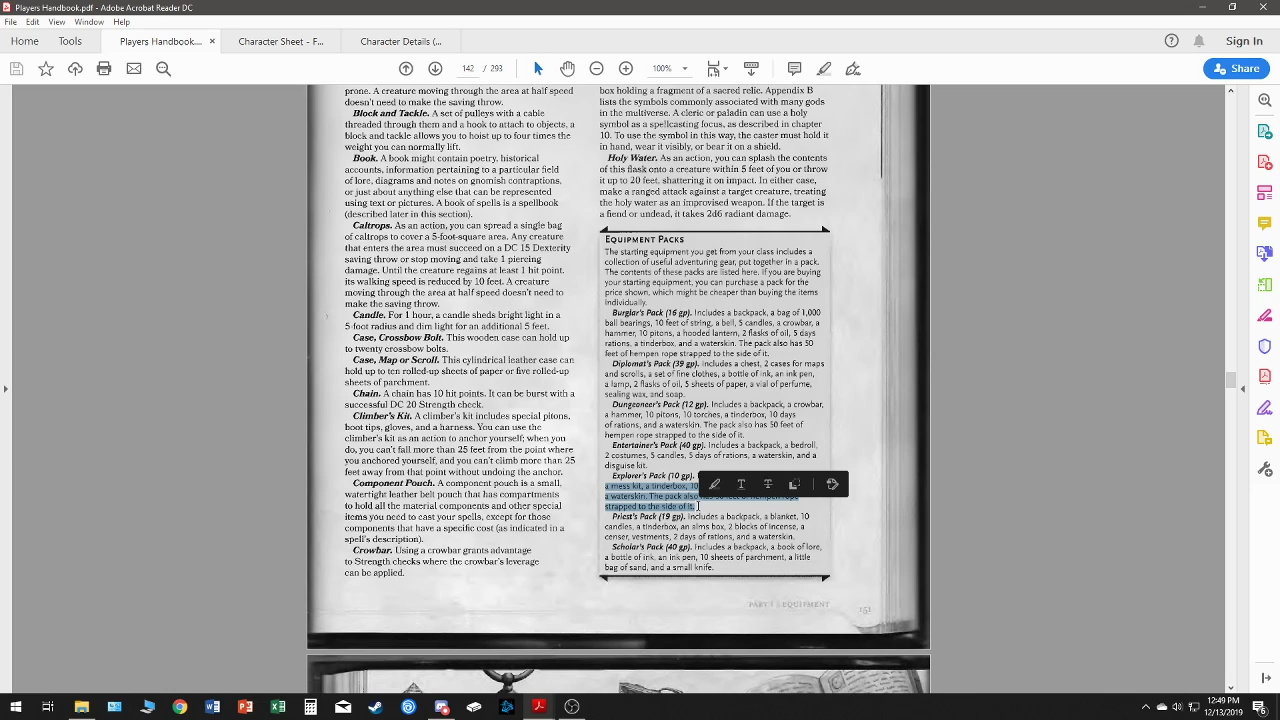 Players Handbook.pdf - Adobe Acrobat Reader DC
File Edit View Window Help
Home Tools Players Handbook.... × Character Sheet - F... Character Details (...
Sign In
142 / 293 100% Share
prone. A creature moving through the area at half speed
doesn't need to make the saving throw.
Block and Tackle. A set of pulleys with a cable
threaded through them and a hook to attach to objects, a
block and tackle allows you to hoist up to four times the
weight you can normally lift.
Book. A book might contain poetry, historical
accounts, information pertaining to a particular field
of lore, diagrams and notes on gnomish contraptions,
or just about anything else that can be represented
using text or pictures. A book of spells is a spellbook
(described later in this section).
Caltrops. As an action, you can spread a single bag
of caltrops to cover a 5-foot-square area. Any creature
that enters the area must succeed on a DC 15 Dexterity
saving throw or stop moving and take 1 piercing
damage. Until the creature regains at least 1 hit point,
its walking speed is reduced by 10 feet. A creature
moving through the area at half speed doesn't need to
make the saving throw.
Candle. For 1 hour, a candle sheds bright light in a
5-foot radius and dim light for an additional 5 feet.
Case, Crossbow Bolt. This wooden case can hold up
to twenty crossbow bolts.
Case, Map or Scroll. This cylindrical leather case can
hold up to ten rolled-up sheets of paper or five rolled-up
sheets of parchment.
Chain. A chain has 10 hit points. It can be burst with a
successful DC 20 Strength check.
Climber's Kit. A climber's kit includes special pitons,
boot tips, gloves, and a harness. You can use the
climber's kit as an action to anchor yourself; when you
do, you can't fall more than 25 feet from the point where
you anchored yourself, and you can't climb more than 25
feet away from that point without undoing the anchor.
Component Pouch. A component pouch is a small,
watertight leather belt pouch that has compartments
to hold all the material components and other special
items you need to cast your spells, except for those
components that have a specific cost (as indicated in a
spell's description).
Crowbar. Using a crowbar grants advantage
to Strength checks where the crowbar's leverage
can be applied.
box holding a fragment of a sacred relic. Appendix B
lists the symbols commonly associated with many gods
in the multiverse. A cleric or paladin can use a holy
symbol as a spellcasting focus, as described in chapter
10. To use the symbol in this way, the caster must hold it
in hand, wear it visibly, or bear it on a shield.
Holy Water. As an action, you can splash the contents
of this flask onto a creature within 5 feet of you or throw
it up to 20 feet, shattering it on impact. In either case,
make a ranged attack against a target creature, treating
the holy water as an improvised weapon. If the target is
a fiend or undead, it takes 2d6 radiant damage.
EQUIPMENT PACKS
The starting equipment you get from your class includes a
collection of useful adventuring gear, put together in a pack.
The contents of these packs are listed here. If you are buying
your starting equipment, you can purchase a pack for the
price shown, which might be cheaper than buying the items
individually.
Burglar's Pack (16 gp). Includes a backpack, a bag of 1,000
ball bearings, 10 feet of string, a bell, 5 candles, a crowbar, a
hammer, 10 pitons, a hooded lantern, 2 flasks of oil, 5 days
rations, a tinderbox, and a waterskin. The pack also has 50
feet of hempen rope strapped to the side of it.
Diplomat's Pack (39 gp). Includes a chest, 2 cases for maps
and scrolls, a set of fine clothes, a bottle of ink, an ink pen,
a lamp, 2 flasks of oil, 5 sheets of paper, a vial of perfume,
sealing wax, and soap.
Dungeoneer's Pack (12 gp). Includes a backpack, a crowbar,
a hammer, 10 pitons, 10 torches, a tinderbox, 10 days
of rations, and a waterskin. The pack also has 50 feet of
hempen rope strapped to the side of it.
Entertainer's Pack (40 gp). Includes a backpack, a bedroll,
2 costumes, 5 candles, 5 days of rations, a waterskin, and a
disguise kit.
Explorer's Pack (10 gp).
a mess kit, a tinderbox, 10
a waterskin. The pack also has 50 feet of hempen rope
strapped to the side of it.
Priest's Pack (19 gp). Includes a backpack, a blanket, 10
candles, a tinderbox, an alms box, 2 blocks of incense, a
censer, vestments, 2 days of rations, and a waterskin.
Scholar's Pack (40 gp). Includes a backpack, a book of lore,
a bottle of ink, an ink pen, 10 sheets of parchment, a little
bag of sand, and a small knife.
PART 1 | EQUIPMENT 151
12:49 PM
12/13/2019